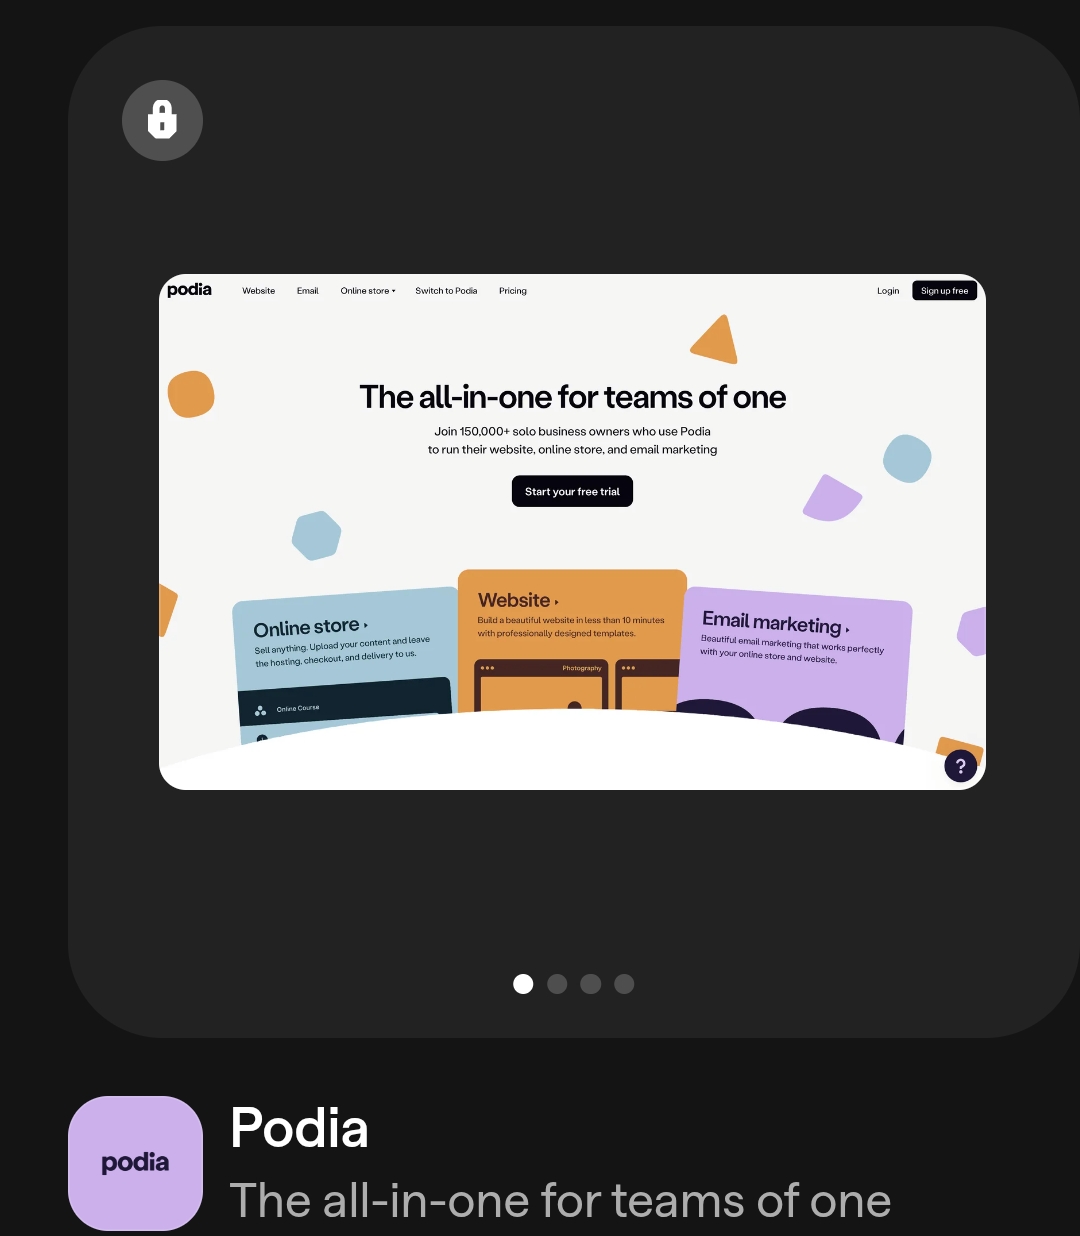 podia
Website
Email
Online store
Switch to Podia
Pricing
Login
Sign up free
The all-in-one for teams of one
Join 150,000+ solo business owners who use Podia
to run their website, online store, and email marketing
Start your free trial
Online store
Sell anything. Upload your content and leave
the hosting, checkout, and delivery to us.
Online Course
Website
Build a beautiful website in less than 10 minutes
with professionally designed templates.
Photography
Email marketing
Beautiful email marketing that works perfectly
with your online store and website.
?
podia
Podia
The all-in-one for teams of one